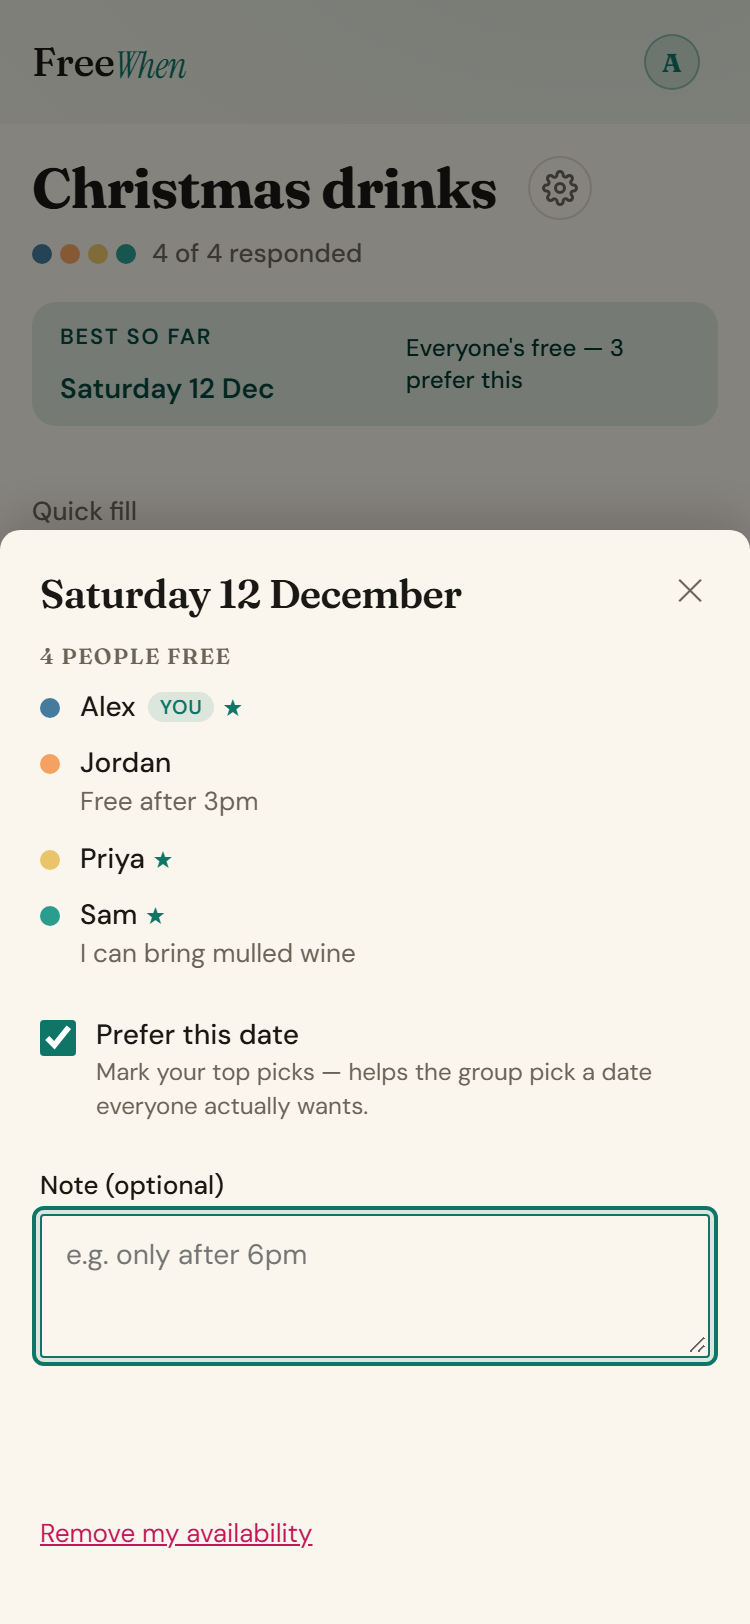 FreeWhen
A
Christmas drinks
4 of 4 responded
BEST SO FAR
Saturday 12 Dec
Everyone's free — 3
prefer this
Quick fill
Saturday 12 December
4 PEOPLE FREE
Alex YOU ★
Jordan
Free after 3pm
Priya ★
Sam ★
I can bring mulled wine
Prefer this date
Mark your top picks — helps the group pick a date
everyone actually wants.
Note (optional)
e.g. only after 6pm
Remove my availability